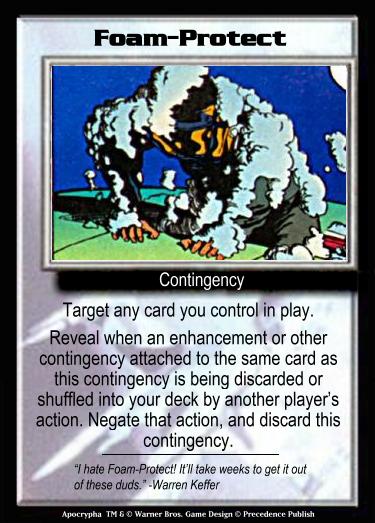 Foam-Protect
Contingency
Target any card you control in play.
Reveal when an enhancement or other
contingency attached to the same card as
this contingency is being discarded or
shuffled into your deck by another player's
action. Negate that action, and discard this
contingency.
"I hate Foam-Protect! It'll take weeks to get it out
of these duds." -Warren Keffer
Apocrypha TM & © Warner Bros. Game Design © Precedence Publish